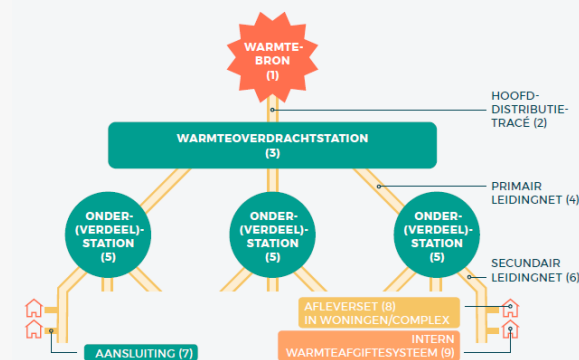 WARMTE-
BRON
(1)
HOOFD-
DISTRIBUTIE-
TRACÉ (2)
WARMTEOVERDRACHTSTATION
(3)
PRIMAIR
LEIDINGNET (4)
ONDER-
(VERDEEL)-
STATION
(5)
ONDER-
(VERDEEL)-
STATION
(5)
ONDER-
(VERDEEL)-
STATION
(5)
SECUNDAIR
LEIDINGNET (6)
AFLEVERSET (8)
IN WONINGEN/COMPLEX
INTERN
WARMTEAFGIFTESYSTEEM (9)
AANSLUITING (7)